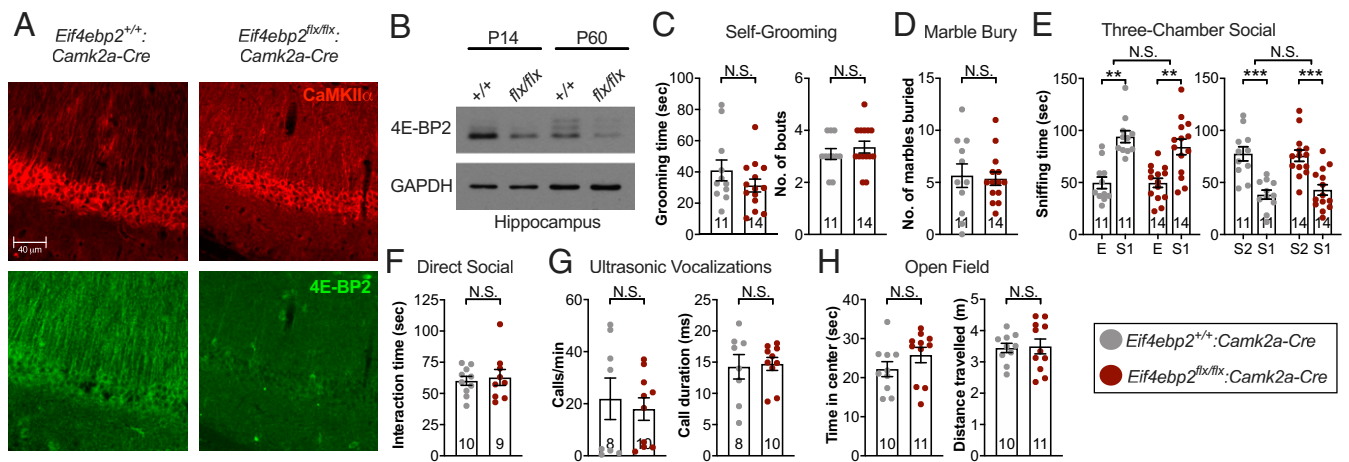 A
Eif4ebp2+/+:
Camk2a-Cre
Eif4ebp2flx/flx:
Camk2a-Cre
CaMKIIα
40 μm
4E-BP2
B
P14 P60
+/+ flx/flx +/+ flx/flx
4E-BP2
GAPDH
Hippocampus
C
Self-Grooming
N.S.
Grooming time (sec)
100
80
60
40
20
0
11 14
N.S.
No. of bouts
6
4
2
0
11 14
D
Marble Bury
N.S.
No. of marbles buried
15
10
5
0
11 14
E
Three-Chamber Social
N.S.
** **
Sniffing time (sec)
150
100
50
0
11 11 14 14
E S1 E S1
N.S.
*** ***
11 11 14 14
S2 S1 S2 S1
F
Direct Social
N.S.
Interaction time (sec)
125
100
75
50
25
0
10 9
G
Ultrasonic Vocalizations
N.S.
Calls/min
60
40
20
0
8 10
N.S.
Call duration (ms)
25
20
15
10
5
0
8 10
H
Open Field
N.S.
Time in center (sec)
40
30
20
10
0
10 11
N.S.
Distance travelled (m)
5
4
3
2
1
0
10 11
Eif4ebp2+/+:Camk2a-Cre
Eif4ebp2flx/flx:Camk2a-Cre